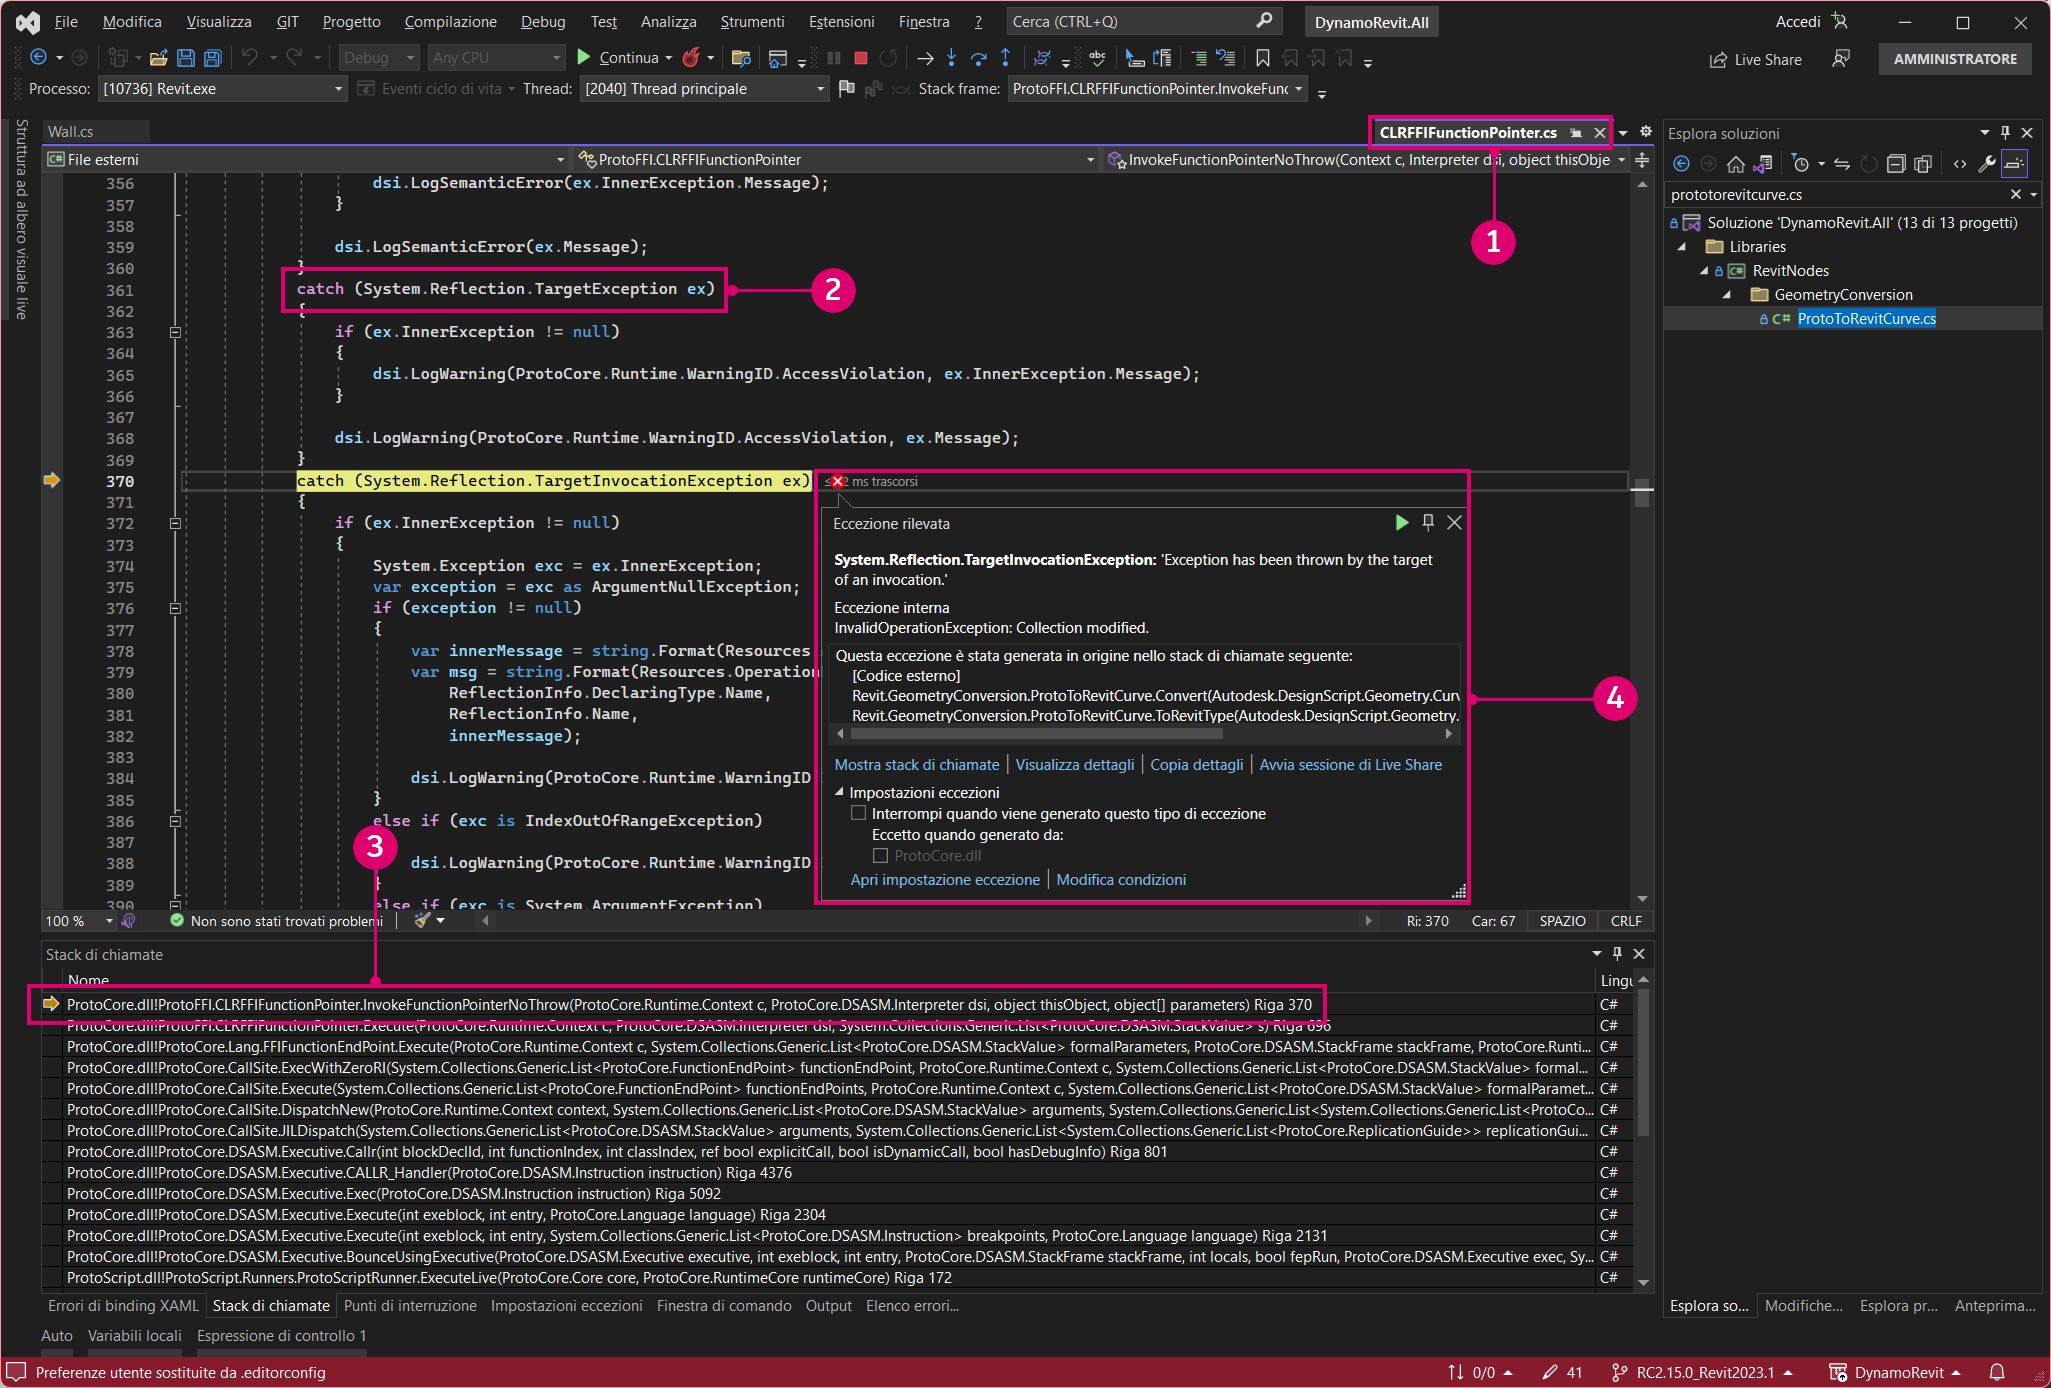 File Modifica Visualizza GIT Progetto Compilazione Debug Test Analizza Strumenti Estensioni Finestra ? Cerca (CTRL+Q) DynamoRevit.All Accedi
Debug Any CPU Continua Live Share AMMINISTRATORE
Processo: [10736] Revit.exe Eventi ciclo di vita Thread: [2040] Thread principale Stack frame: ProtoFFI.CLRFFIFunctionPointer.InvokeFunc
Struttura ad albero visuale live
Wall.cs CLRFFIFunctionPointer.cs
File esterni ProtoFFI.CLRFFIFunctionPointer InvokeFunctionPointerNoThrow(Context c, Interpreter dsi, object thisObje
356 dsi.LogSemanticError(ex.InnerException.Message);
357 }
358
359 dsi.LogSemanticError(ex.Message);
360 }
361 catch (System.Reflection.TargetException ex)
362 {
363 if (ex.InnerException != null)
364 {
365 dsi.LogWarning(ProtoCore.Runtime.WarningID.AccessViolation, ex.InnerException.Message);
366 }
367
368 dsi.LogWarning(ProtoCore.Runtime.WarningID.AccessViolation, ex.Message);
369 }
370 catch (System.Reflection.TargetInvocationException ex) ms trascorsi
371 {
372 if (ex.InnerException != null)
373 {
374 System.Exception exc = ex.InnerException;
375 var exception = exc as ArgumentNullException;
376 if (exception != null)
377 {
378 var innerMessage = string.Format(Resources
379 var msg = string.Format(Resources.Operation
380 ReflectionInfo.DeclaringType.Name,
381 ReflectionInfo.Name,
382 innerMessage);
383
384 dsi.LogWarning(ProtoCore.Runtime.WarningID
385 }
386 else if (exc is IndexOutOfRangeException)
387
388 dsi.LogWarning(ProtoCore.Runtime.WarningID
389 }
390 else if (exc is System.ArgumentException)
1
2
3
4
Eccezione rilevata
System.Reflection.TargetInvocationException: 'Exception has been thrown by the target
of an invocation.'
Eccezione interna
InvalidOperationException: Collection modified.
Questa eccezione è stata generata in origine nello stack di chiamate seguente:
[Codice esterno]
Revit.GeometryConversion.ProtoToRevitCurve.Convert(Autodesk.DesignScript.Geometry.Curv
Revit.GeometryConversion.ProtoToRevitCurve.ToRevitType(Autodesk.DesignScript.Geometry.
Mostra stack di chiamate Visualizza dettagli Copia dettagli Avvia sessione di Live Share
Impostazioni eccezioni
Interrompi quando viene generato questo tipo di eccezione
Eccetto quando generato da:
ProtoCore.dll
Apri impostazione eccezione Modifica condizioni
100 % Non sono stati trovati problemi Ri: 370 Car: 67 SPAZIO CRLF
Stack di chiamate
Nome Lingu
ProtoCore.dll!ProtoFFI.CLRFFIFunctionPointer.InvokeFunctionPointerNoThrow(ProtoCore.Runtime.Context c, ProtoCore.DSASM.Interpreter dsi, object thisObject, object[] parameters) Riga 370 C#
ProtoCore.dll!ProtoFFI.CLRFFIFunctionPointer.Execute(ProtoCore.Runtime.Context c, ProtoCore.DSASM.Interpreter dsi, System.Collections.Generic.List<ProtoCore.DSASM.StackValue> s) Riga 696 C#
ProtoCore.dll!ProtoCore.Lang.FFIFunctionEndPoint.Execute(ProtoCore.Runtime.Context c, System.Collections.Generic.List<ProtoCore.DSASM.StackValue> formalParameters, ProtoCore.DSASM.StackFrame stackFrame, ProtoCore.Runti... C#
ProtoCore.dll!ProtoCore.CallSite.ExecWithZeroRI(System.Collections.Generic.List<ProtoCore.FunctionEndPoint> functionEndPoint, ProtoCore.Runtime.Context c, System.Collections.Generic.List<ProtoCore.DSASM.StackValue> formal... C#
ProtoCore.dll!ProtoCore.CallSite.Execute(System.Collections.Generic.List<ProtoCore.FunctionEndPoint> functionEndPoints, ProtoCore.Runtime.Context c, System.Collections.Generic.List<ProtoCore.DSASM.StackValue> formalParamet... C#
ProtoCore.dll!ProtoCore.CallSite.DispatchNew(ProtoCore.Runtime.Context context, System.Collections.Generic.List<ProtoCore.DSASM.StackValue> arguments, System.Collections.Generic.List<System.Collections.Generic.List<ProtoCo... C#
ProtoCore.dll!ProtoCore.CallSite.JILDispatch(System.Collections.Generic.List<ProtoCore.DSASM.StackValue> arguments, System.Collections.Generic.List<System.Collections.Generic.List<ProtoCore.ReplicationGuide>> replicationGui... C#
ProtoCore.dll!ProtoCore.DSASM.Executive.Callr(int blockDeclId, int functionIndex, int classIndex, ref bool explicitCall, bool isDynamicCall, bool hasDebugInfo) Riga 801 C#
ProtoCore.dll!ProtoCore.DSASM.Executive.CALLR_Handler(ProtoCore.DSASM.Instruction instruction) Riga 4376 C#
ProtoCore.dll!ProtoCore.DSASM.Executive.Exec(ProtoCore.DSASM.Instruction instruction) Riga 5092 C#
ProtoCore.dll!ProtoCore.DSASM.Executive.Execute(int exeblock, int entry, ProtoCore.Language language) Riga 2304 C#
ProtoCore.dll!ProtoCore.DSASM.Executive.Execute(int exeblock, int entry, System.Collections.Generic.List<ProtoCore.DSASM.Instruction> breakpoints, ProtoCore.Language language) Riga 2131 C#
ProtoCore.dll!ProtoCore.DSASM.Executive.BounceUsingExecutive(ProtoCore.DSASM.Executive executive, int exeblock, int entry, ProtoCore.DSASM.StackFrame stackFrame, int locals, bool fepRun, ProtoCore.DSASM.Executive exec, Sy... C#
ProtoScript.dll!ProtoScript.Runners.ProtoScriptRunner.ExecuteLive(ProtoCore.Core core, ProtoCore.RuntimeCore runtimeCore) Riga 172 C#
Errori di binding XAML Stack di chiamate Punti di interruzione Impostazioni eccezioni Finestra di comando Output Elenco errori...
Auto Variabili locali Espressione di controllo 1
Esplora soluzioni
prototorevitcurve.cs
Soluzione 'DynamoRevit.All' (13 di 13 progetti)
Libraries
RevitNodes
GeometryConversion
ProtoToRevitCurve.cs
Esplora so... Modifiche... Esplora pr... Anteprima...
Preferenze utente sostituite da .editorconfig 0/0 41 RC2.15.0_Revit2023.1 DynamoRevit